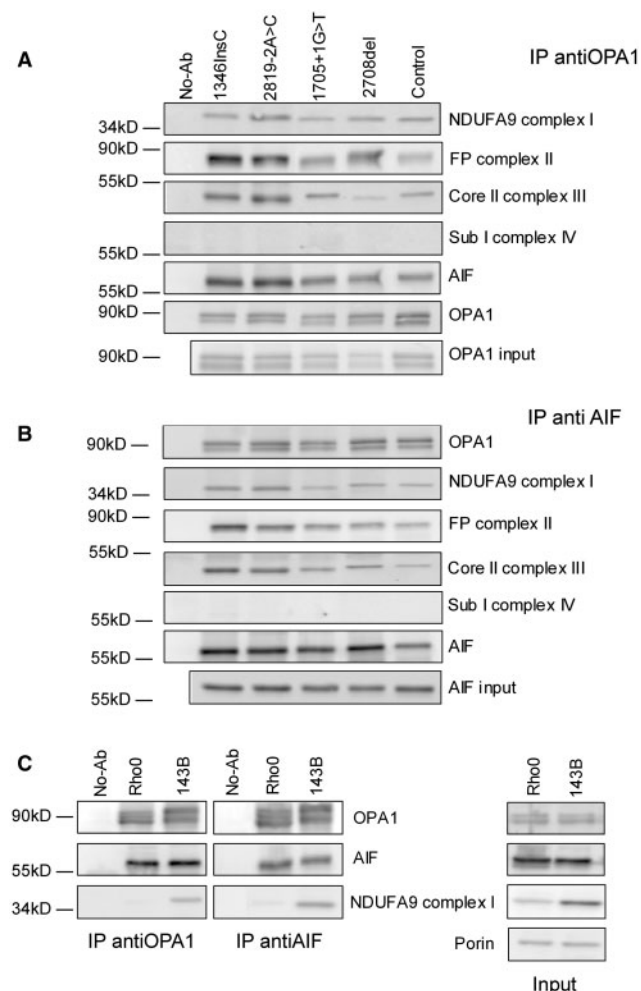 A
IP antiOPA1
No-Ab
1346InsC
2819-2A>C
1705+1G>T
2708del
Control
34kD
NDUFA9 complex I
90kD
FP complex II
55kD
Core II complex III
Sub I complex IV
55kD
AIF
55kD
90kD
OPA1
90kD
OPA1 input
B
IP anti AIF
90kD
OPA1
NDUFA9 complex I
34kD
90kD
FP complex II
55kD
Core II complex III
Sub I complex IV
55kD
AIF
55kD
AIF input
55kD
C
No-Ab
Rho0
143B
No-Ab
Rho0
143B
Rho0
143B
90kD
OPA1
AIF
55kD
NDUFA9 complex I
34kD
IP antiOPA1
IP antiAIF
Porin
Input